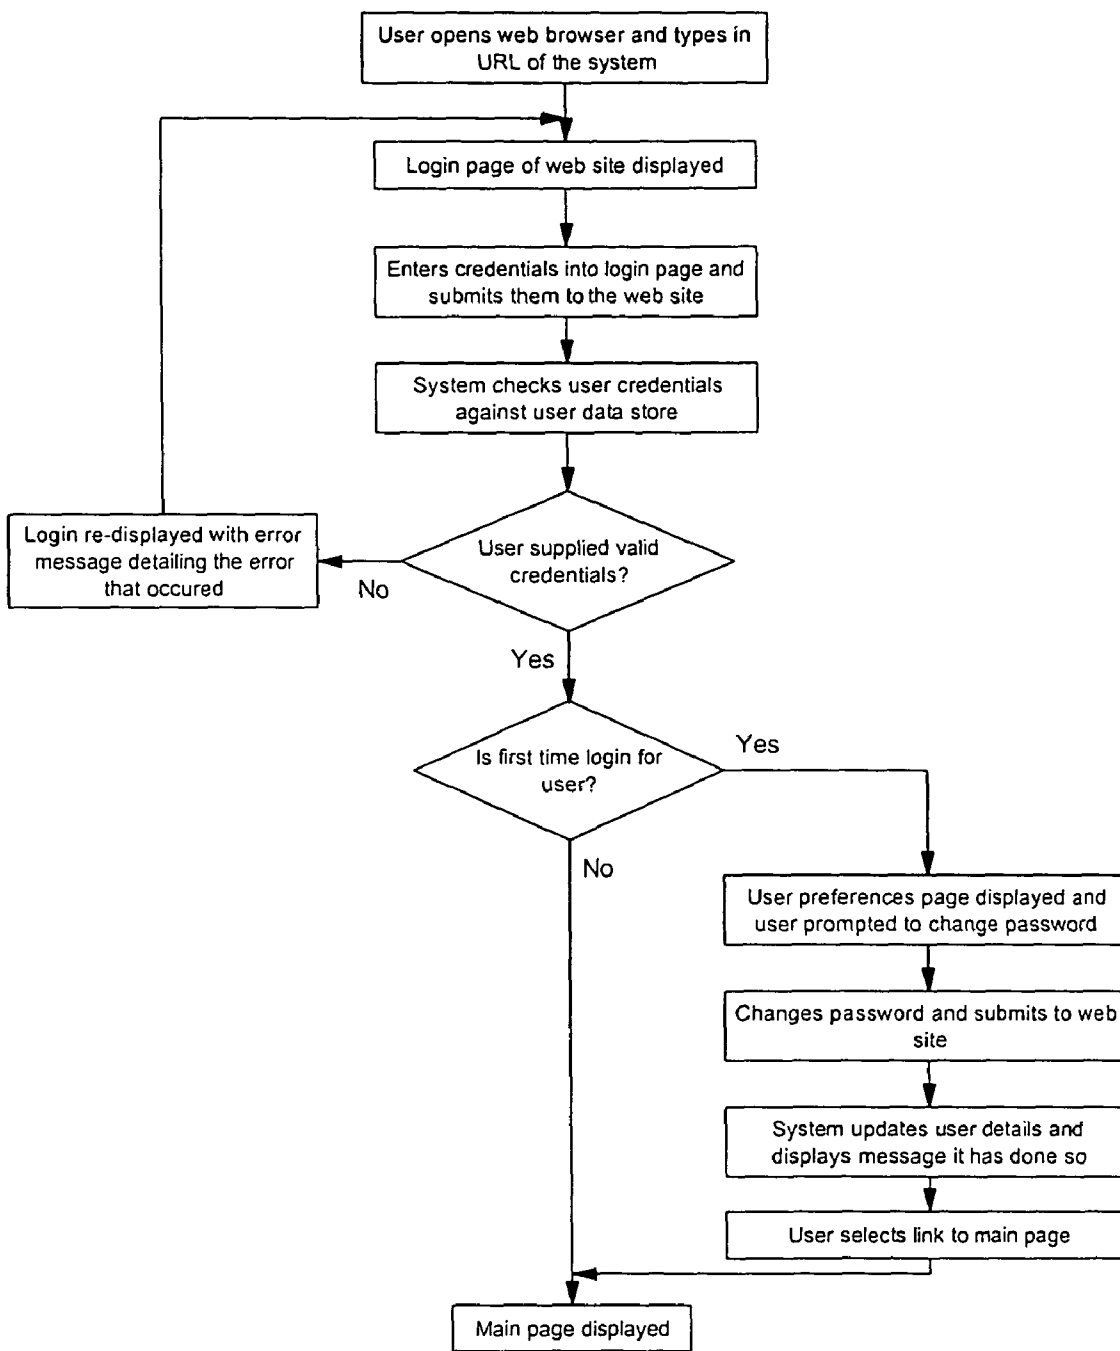 User opens web browser and types in
URL of the system
Login page of web site displayed
Enters credentials into login page and
submits them to the web site
System checks user credentials
against user data store
User supplied valid
credentials?
Login re-displayed with error
message detailing the error
that occured
No
Yes
Is first time login for
user?
Yes
No
User preferences page displayed and
user prompted to change password
Changes password and submits to web
site
System updates user details and
displays message it has done so
User selects link to main page
Main page displayed